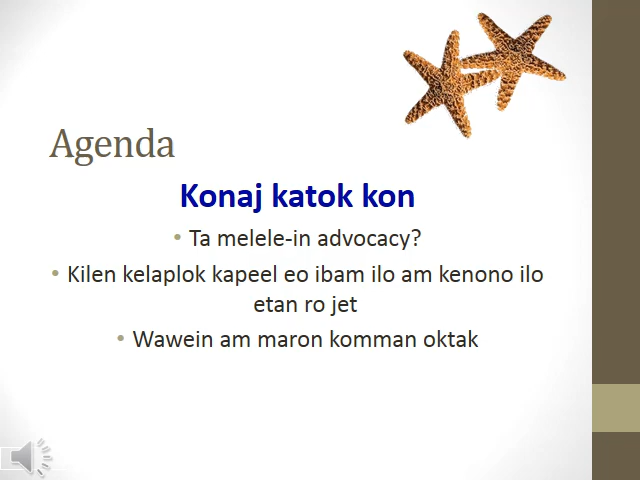 Agenda
Konaj katok kon
• Ta melele-in advocacy?
• Kilen kelaplok kapeel eo ibam ilo am kenono ilo
etan ro jet
• Wawein am maron komman oktak